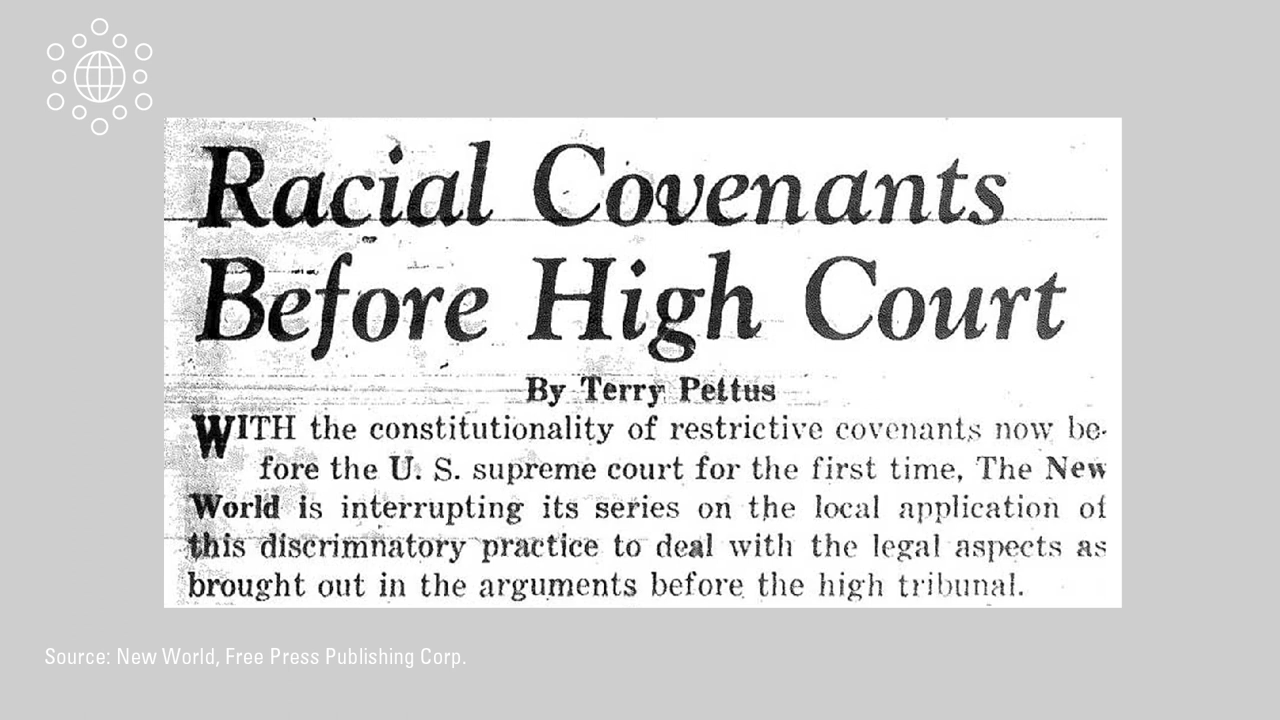 Racial Covenants
Before High Court
By Terry Pettus
WITH the constitutionality of restrictive covenants now be-
fore the U. S. supreme court for the first time, The New
World is interrupting its series on the local application of
this discrimnatory practice to deal with the legal aspects as
brought out in the arguments before the high tribunal.
Source: New World, Free Press Publishing Corp.